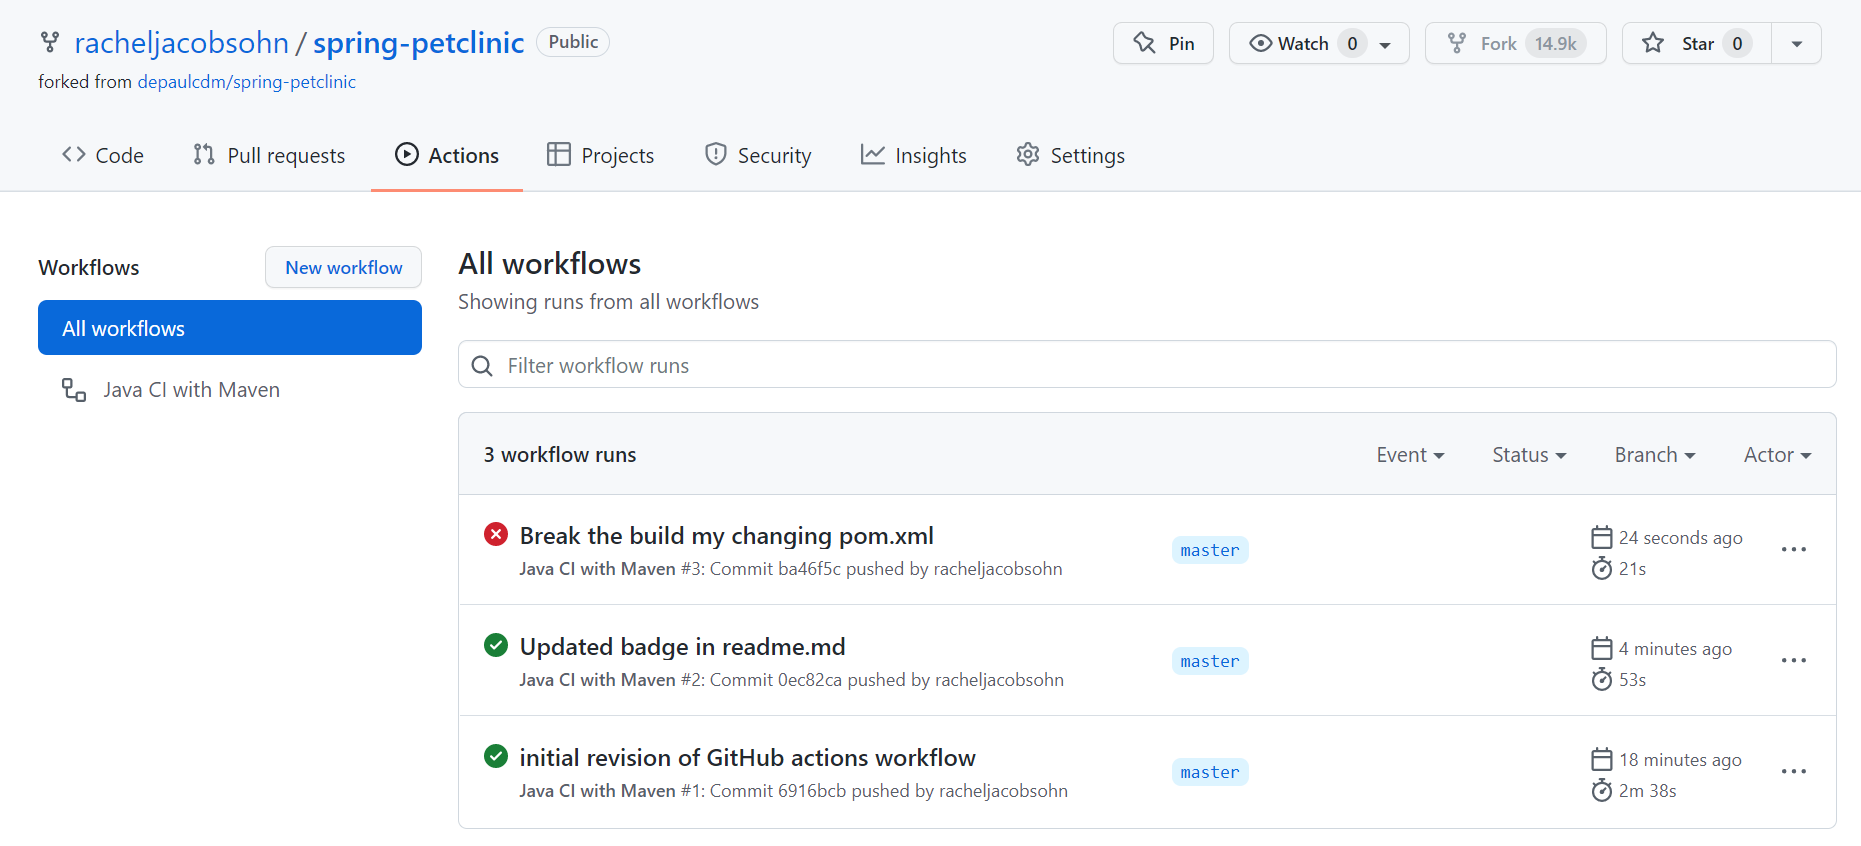 racheljacobsohn / spring-petclinic Public
Pin Watch 0 Fork 14.9k Star 0
forked from depaulcdm/spring-petclinic
Code Pull requests Actions Projects Security Insights Settings
Workflows New workflow
All workflows
Java CI with Maven
All workflows
Showing runs from all workflows
Filter workflow runs
3 workflow runs Event Status Branch Actor
Break the build my changing pom.xml
Java CI with Maven #3: Commit ba46f5c pushed by racheljacobsohn
master
24 seconds ago
21s
Updated badge in readme.md
Java CI with Maven #2: Commit 0ec82ca pushed by racheljacobsohn
master
4 minutes ago
53s
initial revision of GitHub actions workflow
Java CI with Maven #1: Commit 6916bcb pushed by racheljacobsohn
master
18 minutes ago
2m 38s